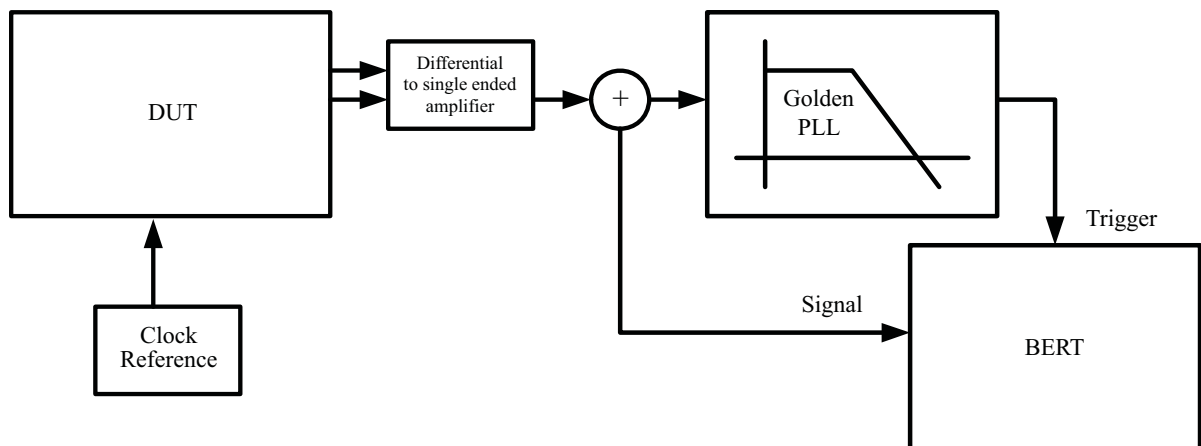 DUT
Differential
to single ended
amplifier
+
Golden
PLL
Trigger
Signal
BERT
Clock
Reference